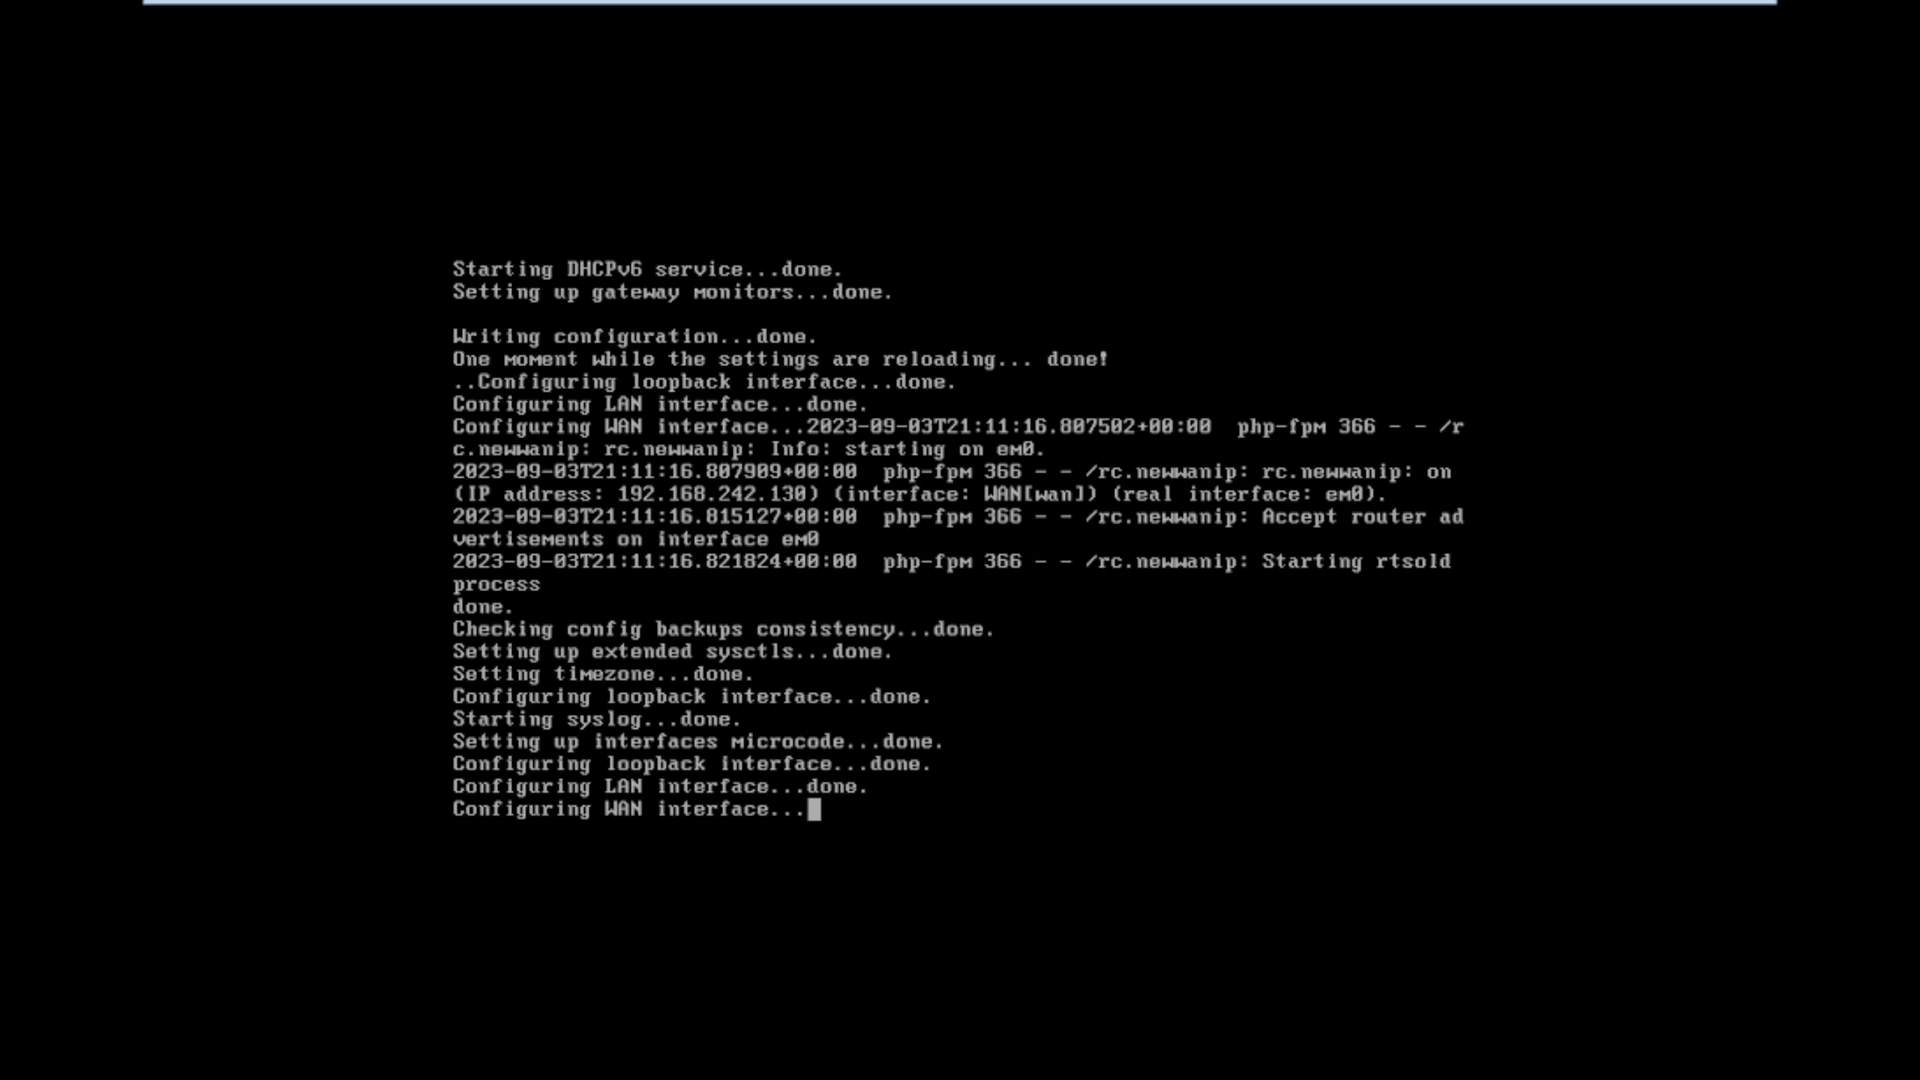 Starting DHCPv6 service...done.
Setting up gateway monitors...done.
Writing configuration...done.
One moment while the settings are reloading... done!
..Configuring loopback interface...done.
Configuring LAN interface...done.
Configuring WAN interface...2023-09-03T21:11:16.807502+00:00  php-fpm 366 - - /r
c.newwanip: rc.newwanip: Info: starting on em0.
2023-09-03T21:11:16.807909+00:00  php-fpm 366 - - /rc.newwanip: rc.newwanip: on
(IP address: 192.168.242.130) (interface: WAN[wan]) (real interface: em0).
2023-09-03T21:11:16.815127+00:00  php-fpm 366 - - /rc.newwanip: Accept router ad
vertisements on interface em0
2023-09-03T21:11:16.821824+00:00  php-fpm 366 - - /rc.newwanip: Starting rtsold
process
done.
Checking config backups consistency...done.
Setting up extended sysctls...done.
Setting timezone...done.
Configuring loopback interface...done.
Starting syslog...done.
Setting up interfaces microcode...done.
Configuring loopback interface...done.
Configuring LAN interface...done.
Configuring WAN interface...